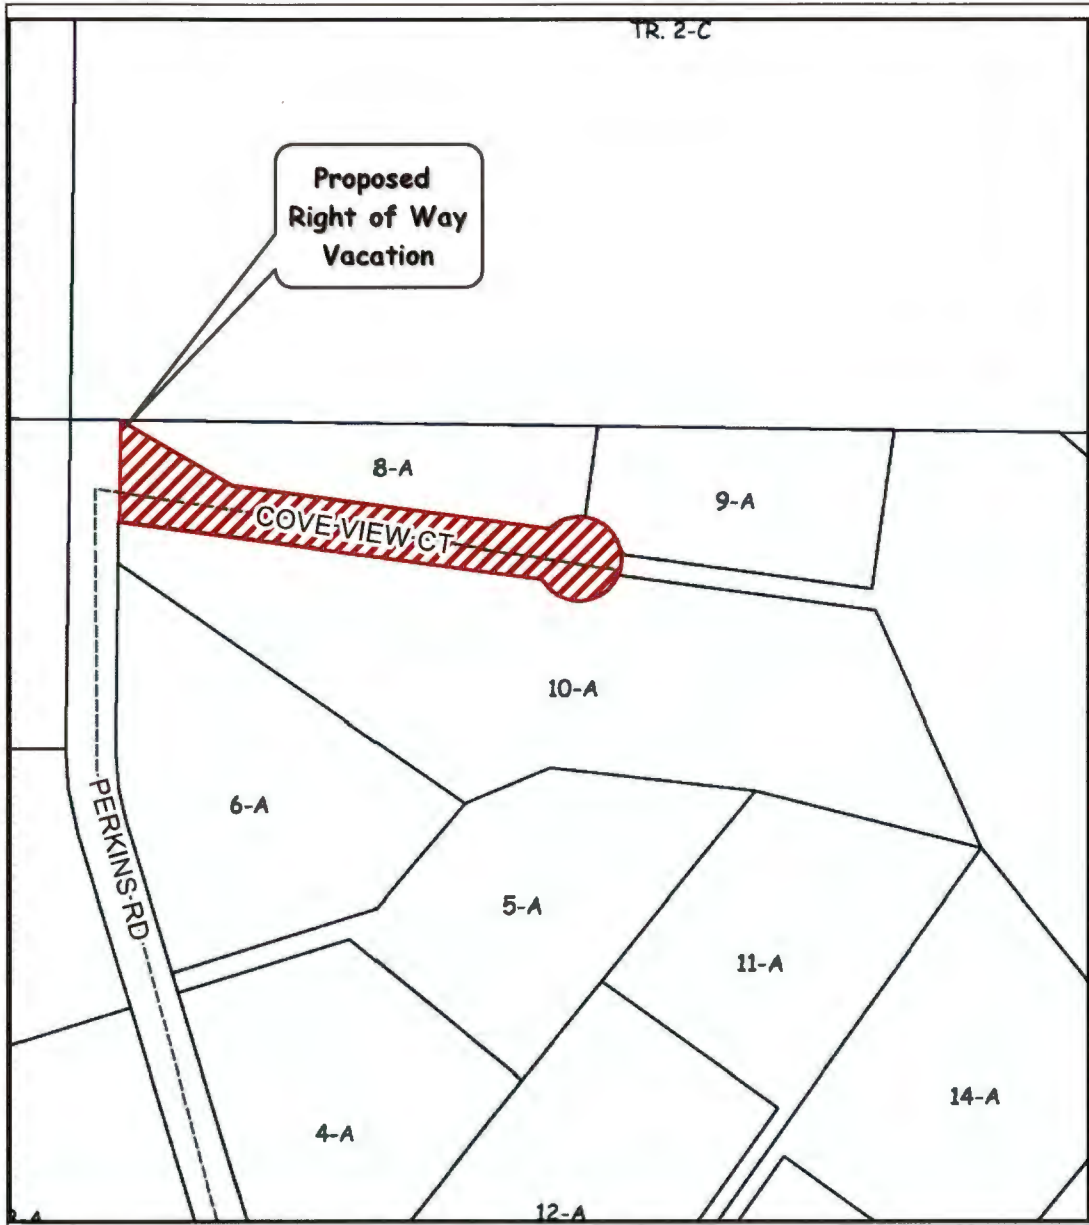 TR. 2-C
Proposed
Right of Way
Vacation
8-A
9-A
COVE VIEW CT
10-A
6-A
PERKINS RD
5-A
11-A
14-A
4-A
12-A